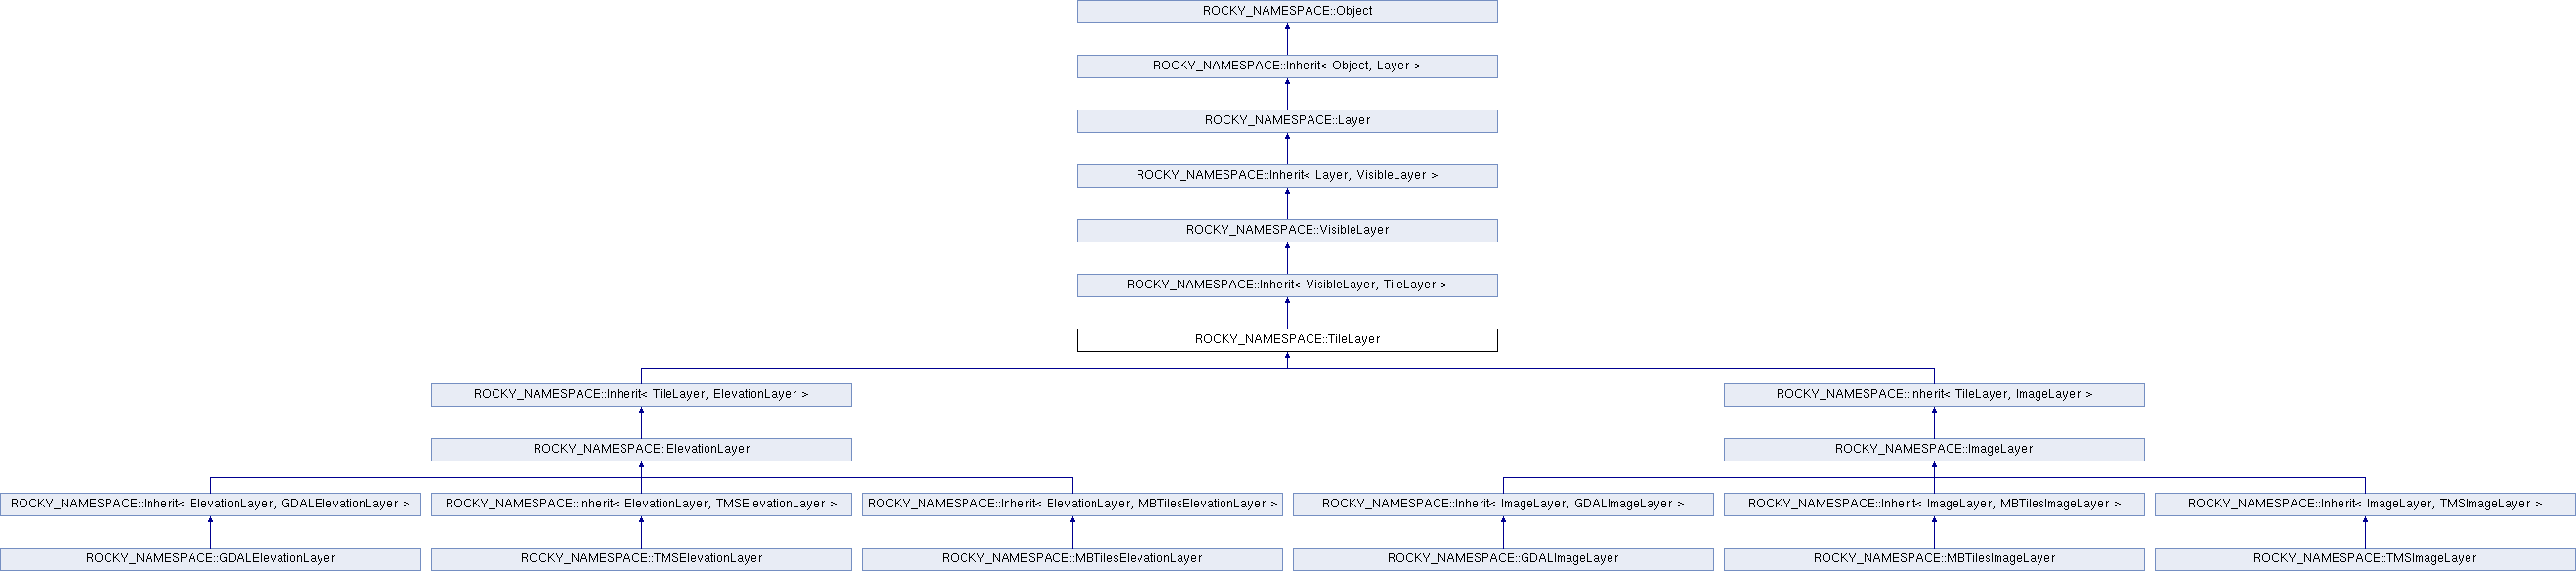 ROCKY_NAMESPACE::Object
ROCKY_NAMESPACE::Inherit< Object, Layer >
ROCKY_NAMESPACE::Layer
ROCKY_NAMESPACE::Inherit< Layer, VisibleLayer >
ROCKY_NAMESPACE::VisibleLayer
ROCKY_NAMESPACE::Inherit< VisibleLayer, TileLayer >
ROCKY_NAMESPACE::TileLayer
ROCKY_NAMESPACE::Inherit< TileLayer, ElevationLayer >
ROCKY_NAMESPACE::Inherit< TileLayer, ImageLayer >
ROCKY_NAMESPACE::ElevationLayer
ROCKY_NAMESPACE::ImageLayer
ROCKY_NAMESPACE::Inherit< ElevationLayer, GDALElevationLayer >
ROCKY_NAMESPACE::Inherit< ElevationLayer, TMSElevationLayer >
ROCKY_NAMESPACE::Inherit< ElevationLayer, MBTilesElevationLayer >
ROCKY_NAMESPACE::Inherit< ImageLayer, GDALImageLayer >
ROCKY_NAMESPACE::Inherit< ImageLayer, MBTilesImageLayer >
ROCKY_NAMESPACE::Inherit< ImageLayer, TMSImageLayer >
ROCKY_NAMESPACE::GDALElevationLayer
ROCKY_NAMESPACE::TMSElevationLayer
ROCKY_NAMESPACE::MBTilesElevationLayer
ROCKY_NAMESPACE::GDALImageLayer
ROCKY_NAMESPACE::MBTilesImageLayer
ROCKY_NAMESPACE::TMSImageLayer